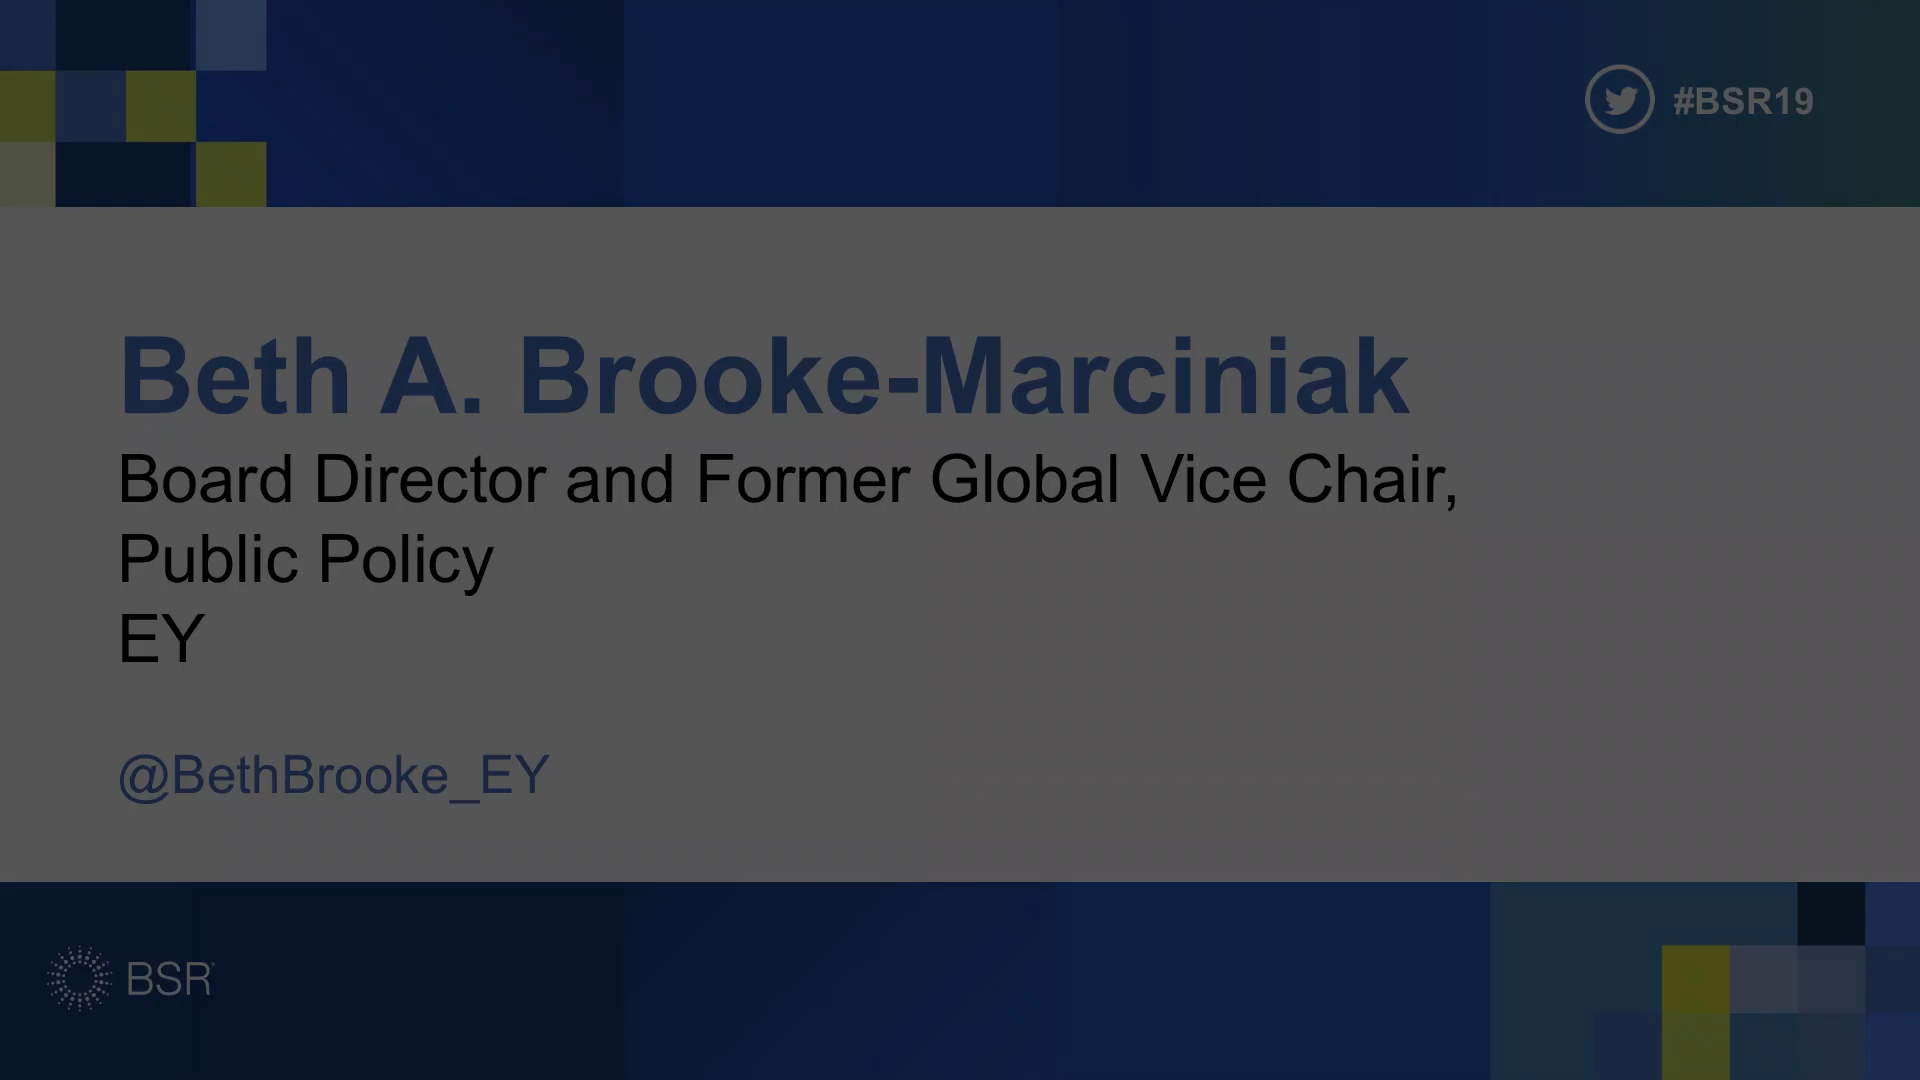 #BSR19
Beth A. Brooke-Marciniak
Board Director and Former Global Vice Chair,
Public Policy
EY
@BethBrooke_EY
BSR®